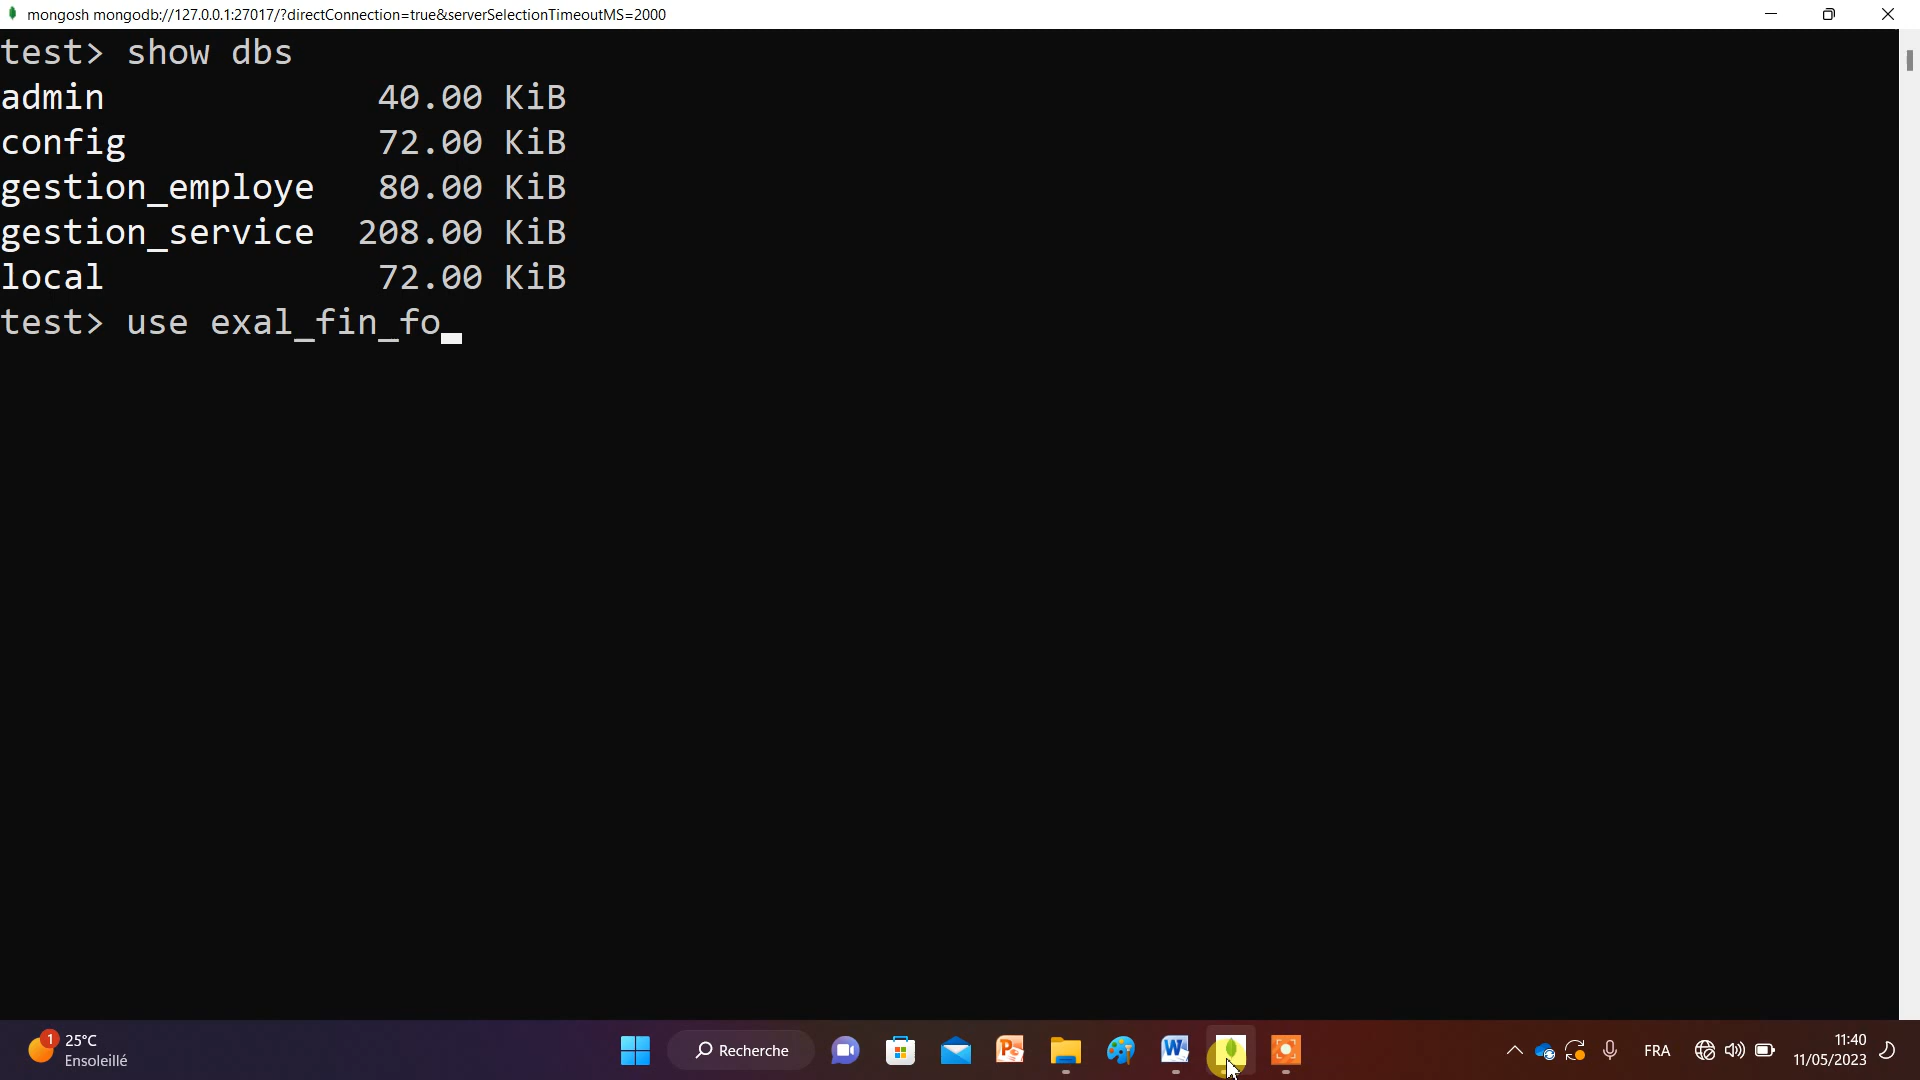 mongosh mongodb://127.0.0.1:27017/?directConnection=true&serverSelectionTimeoutMS=2000
test> show dbs
admin 40.00 KiB
config 72.00 KiB
gestion_employe 80.00 KiB
gestion_service 208.00 KiB
local 72.00 KiB
test> use exal_fin_fo
1
25°C
Ensoleillé
Recherche
FRA
11:40
11/05/2023